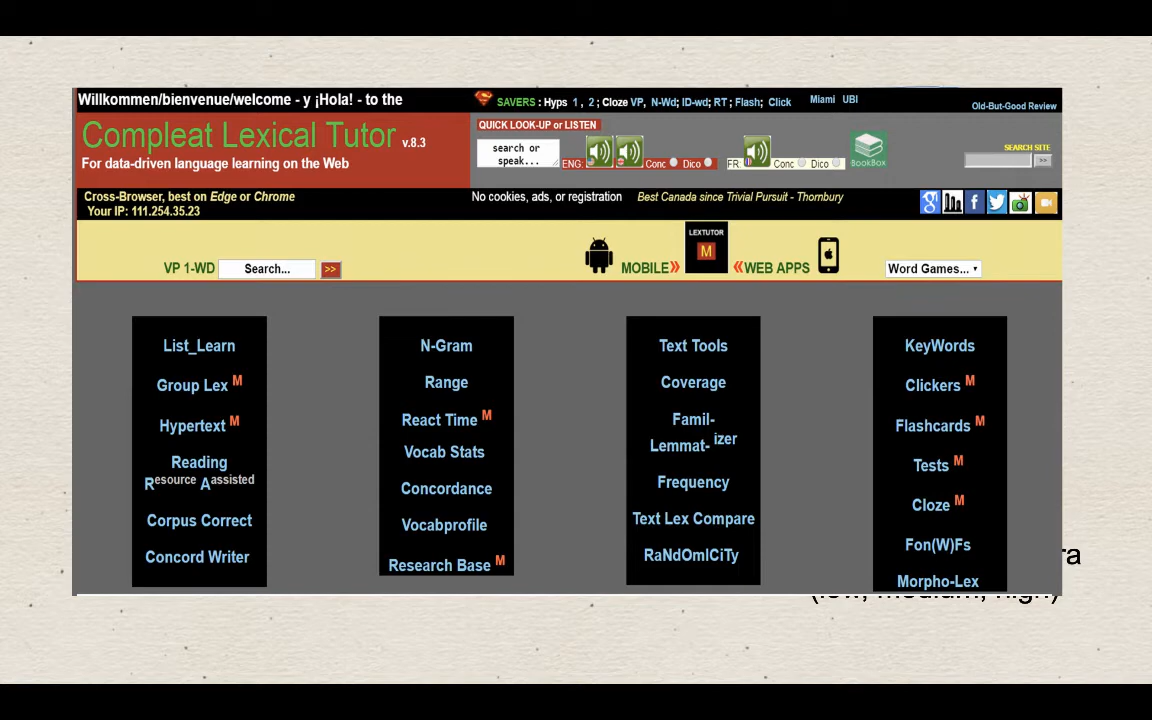 Willkommen/bienvenue/welcome - y ¡Hola! - to the
SAVERS : Hyps 1 , 2 ; Cloze VP, N-Wd; ID-wd; RT ; Flash; Click
Miami UBI
Old-But-Good Review
Compleat Lexical Tutor v.8.3
For data-driven language learning on the Web
QUICK LOOK-UP or LISTEN
search or
speak...
ENG: Conc Dico
FR: Conc Dico
BOOKBOX
SEARCH SITE
>>
Cross-Browser, best on Edge or Chrome
Your IP: 111.254.35.23
No cookies, ads, or registration
Best Canada since Trivial Pursuit - Thornbury
VP 1-WD Search... >>
MOBILE»
LEXTUTOR
M
«WEB APPS
Word Games...
List_Learn
Group Lex M
Hypertext M
Reading
Resource Aassisted
Corpus Correct
Concord Writer
N-Gram
Range
React Time M
Vocab Stats
Concordance
Vocabprofile
Research Base M
Text Tools
Coverage
Famil-
Lemmat- izer
Frequency
Text Lex Compare
RaNdOmICiTy
KeyWords
Clickers M
Flashcards M
Tests M
Cloze M
Fon(W)Fs
Morpho-Lex
(low, medium, high)